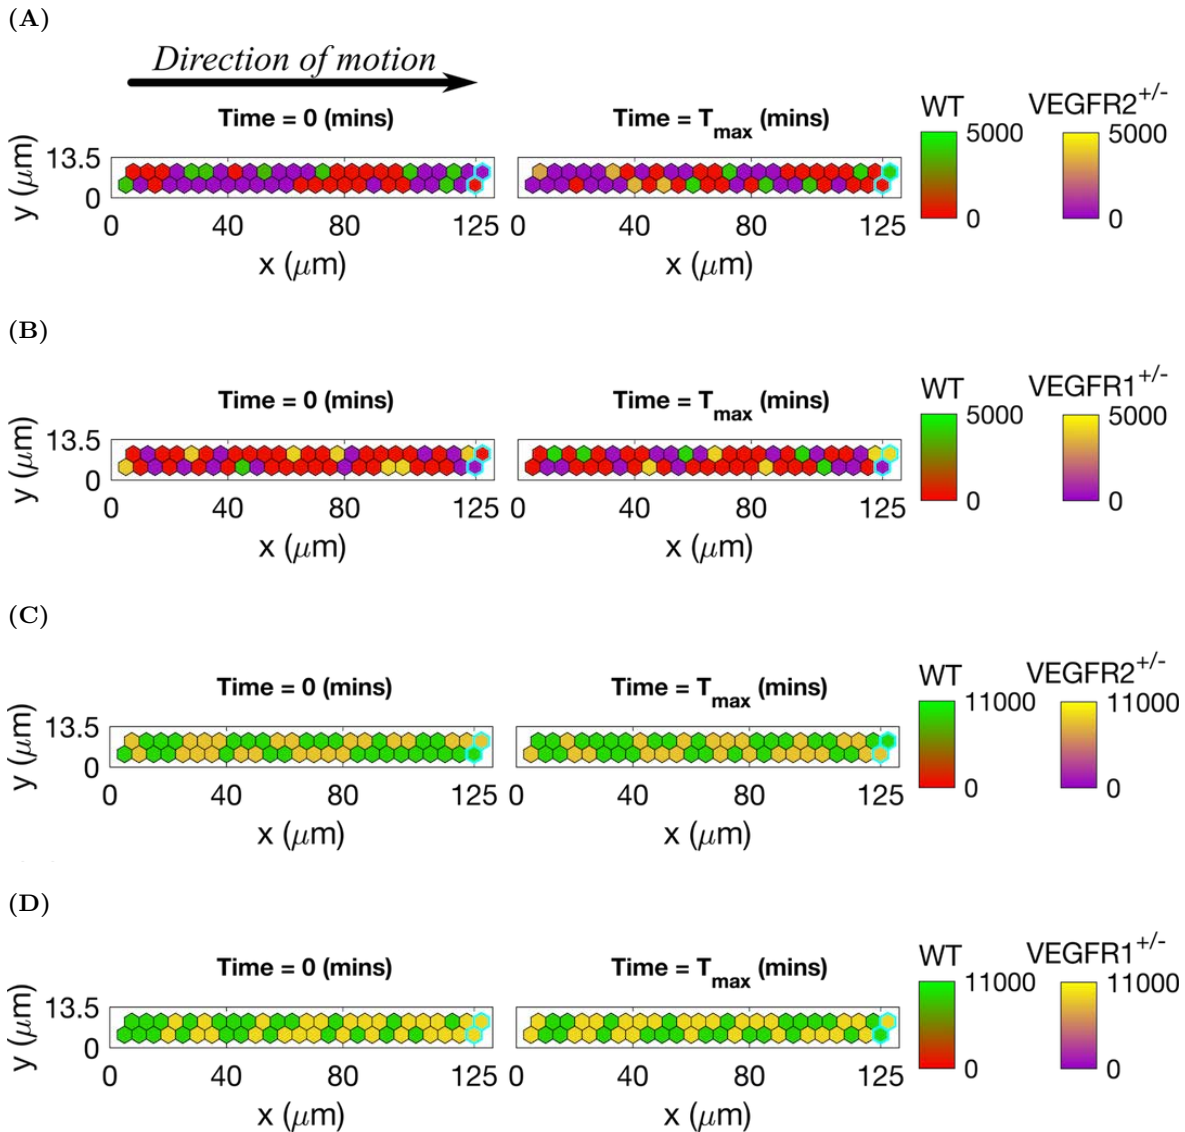 (A)
Direction of motion
Time = 0 (mins)
Time = Tmax (mins)
WT
VEGFR2+/-
5000
0
5000
0
y (μm)
13.5
0
0
40
80
125
0
40
80
125
x (μm)
x (μm)
(B)
Time = 0 (mins)
Time = Tmax (mins)
WT
VEGFR1+/-
5000
0
5000
0
y (μm)
13.5
0
0
40
80
125
0
40
80
125
x (μm)
x (μm)
(C)
Time = 0 (mins)
Time = Tmax (mins)
WT
VEGFR2+/-
11000
0
11000
0
y (μm)
13.5
0
0
40
80
125
0
40
80
125
x (μm)
x (μm)
(D)
Time = 0 (mins)
Time = Tmax (mins)
WT
VEGFR1+/-
11000
0
11000
0
y (μm)
13.5
0
0
40
80
125
0
40
80
125
x (μm)
x (μm)